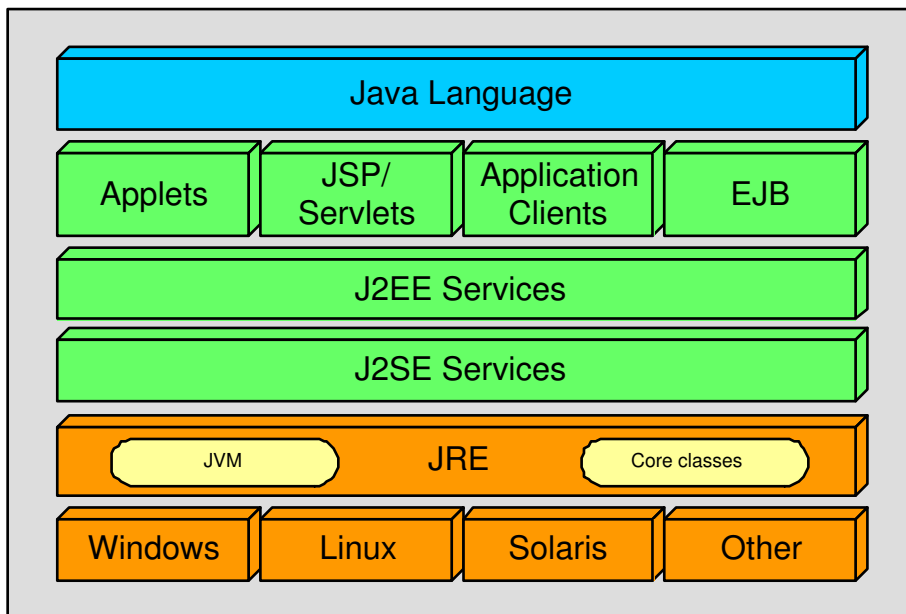 Java Language
Applets
JSP/
Servlets
Application
Clients
EJB
J2EE Services
J2SE Services
JVM
JRE
Core classes
Windows
Linux
Solaris
Other